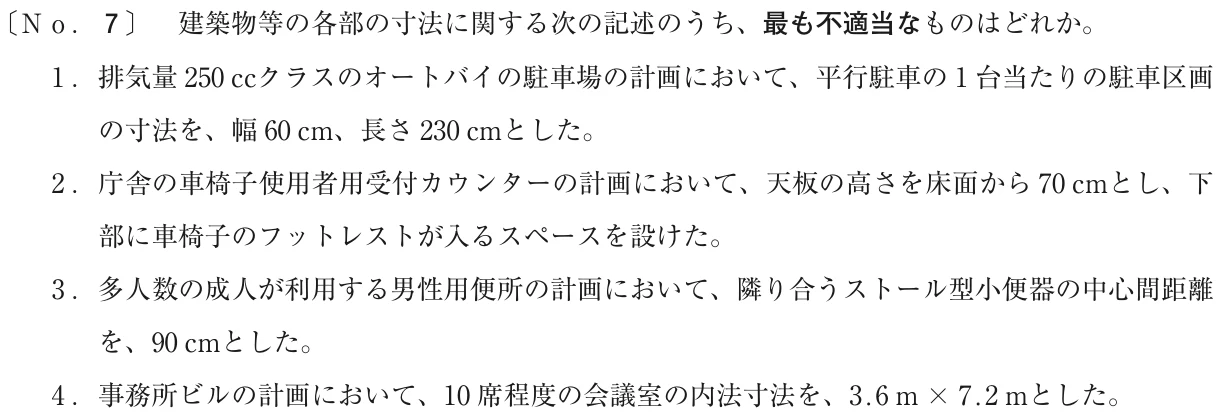 〔Ｎｏ．７〕　建築物等の各部の寸法に関する次の記述のうち、最も不適当なものはどれか。
１．排気量 250 ccクラスのオートバイの駐車場の計画において、平行駐車の１台当たりの駐車区画
の寸法を、幅 60 cm、長さ 230 cmとした。
２．庁舎の車椅子使用者用受付カウンターの計画において、天板の高さを床面から 70 cmとし、下
部に車椅子のフットレストが入るスペースを設けた。
３．多人数の成人が利用する男性用便所の計画において、隣り合うストール型小便器の中心間距離
を、90 cmとした。
４．事務所ビルの計画において、10 席程度の会議室の内法寸法を、3.6 m × 7.2 mとした。